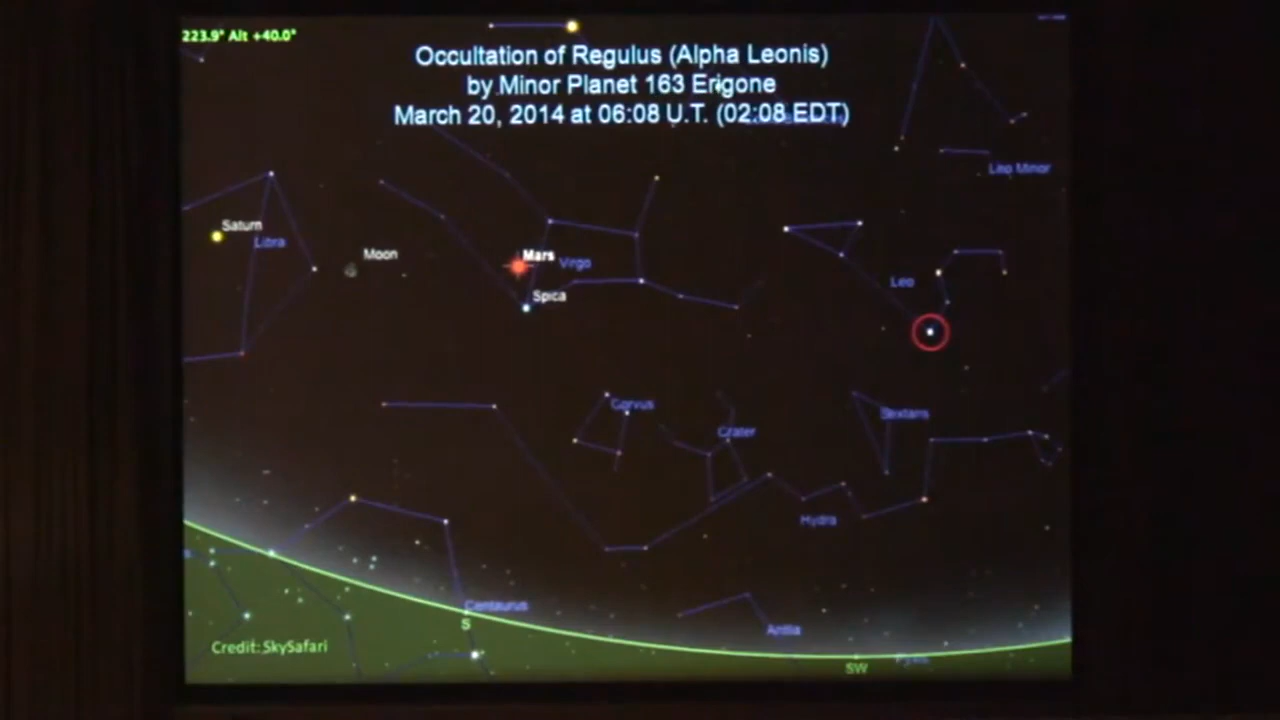 223.9° Alt +40.0°
Occultation of Regulus (Alpha Leonis)
by Minor Planet 163 Erigone
March 20, 2014 at 06:08 U.T. (02:08 EDT)
Leo Minor
Saturn
Libra
Moon
Mars
Virgo
Spica
Leo
Corvus
Crater
Sextans
Hydra
Centaurus
S
Antlia
Credit: SkySafari
Pyxis
SW